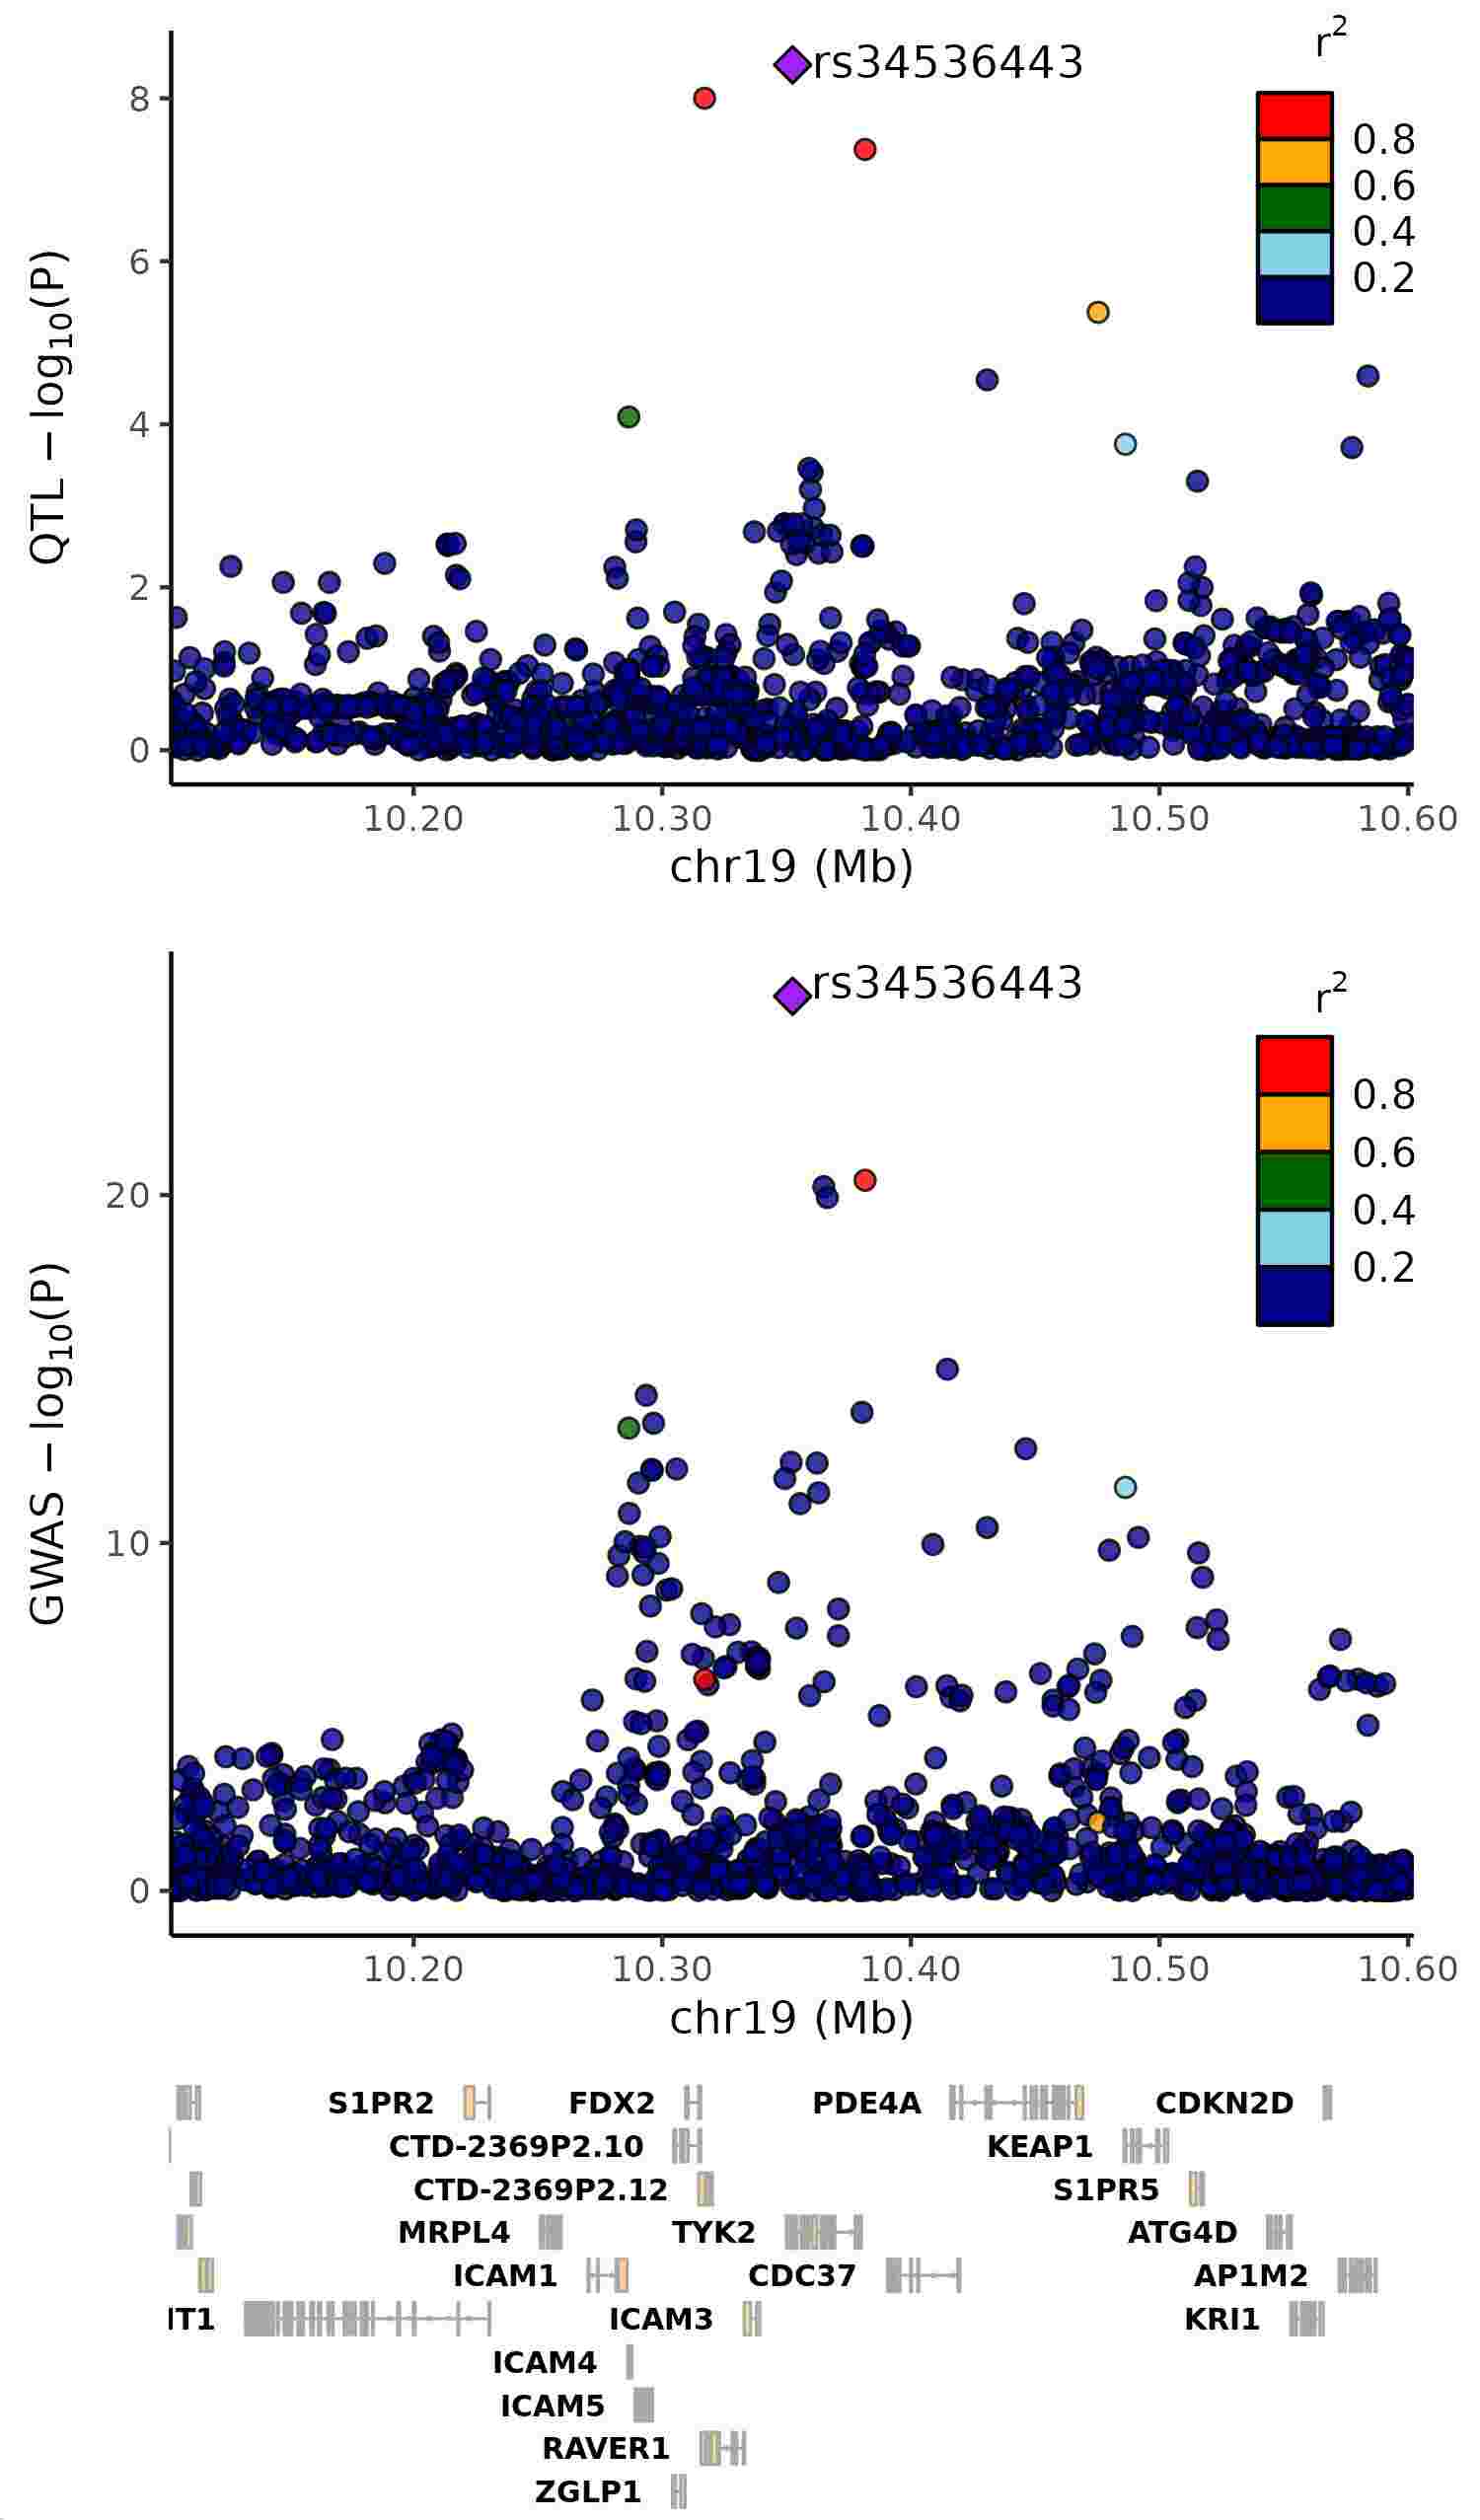 rs34536443
r2
8
6
4
2
0
0.8
0.6
0.4
0.2
QTL −log10(P)
10.20 10.30 10.40 10.50 10.60
chr19 (Mb)
rs34536443
r2
20
10
0
0.8
0.6
0.4
0.2
GWAS −log10(P)
10.20 10.30 10.40 10.50 10.60
chr19 (Mb)
S1PR2 FDX2 PDE4A CDKN2D
CTD-2369P2.10 KEAP1
CTD-2369P2.12 S1PR5
MRPL4 TYK2 ATG4D
ICAM1 CDC37 AP1M2
IT1 ICAM3 KRI1
ICAM4
ICAM5
RAVER1
ZGLP1